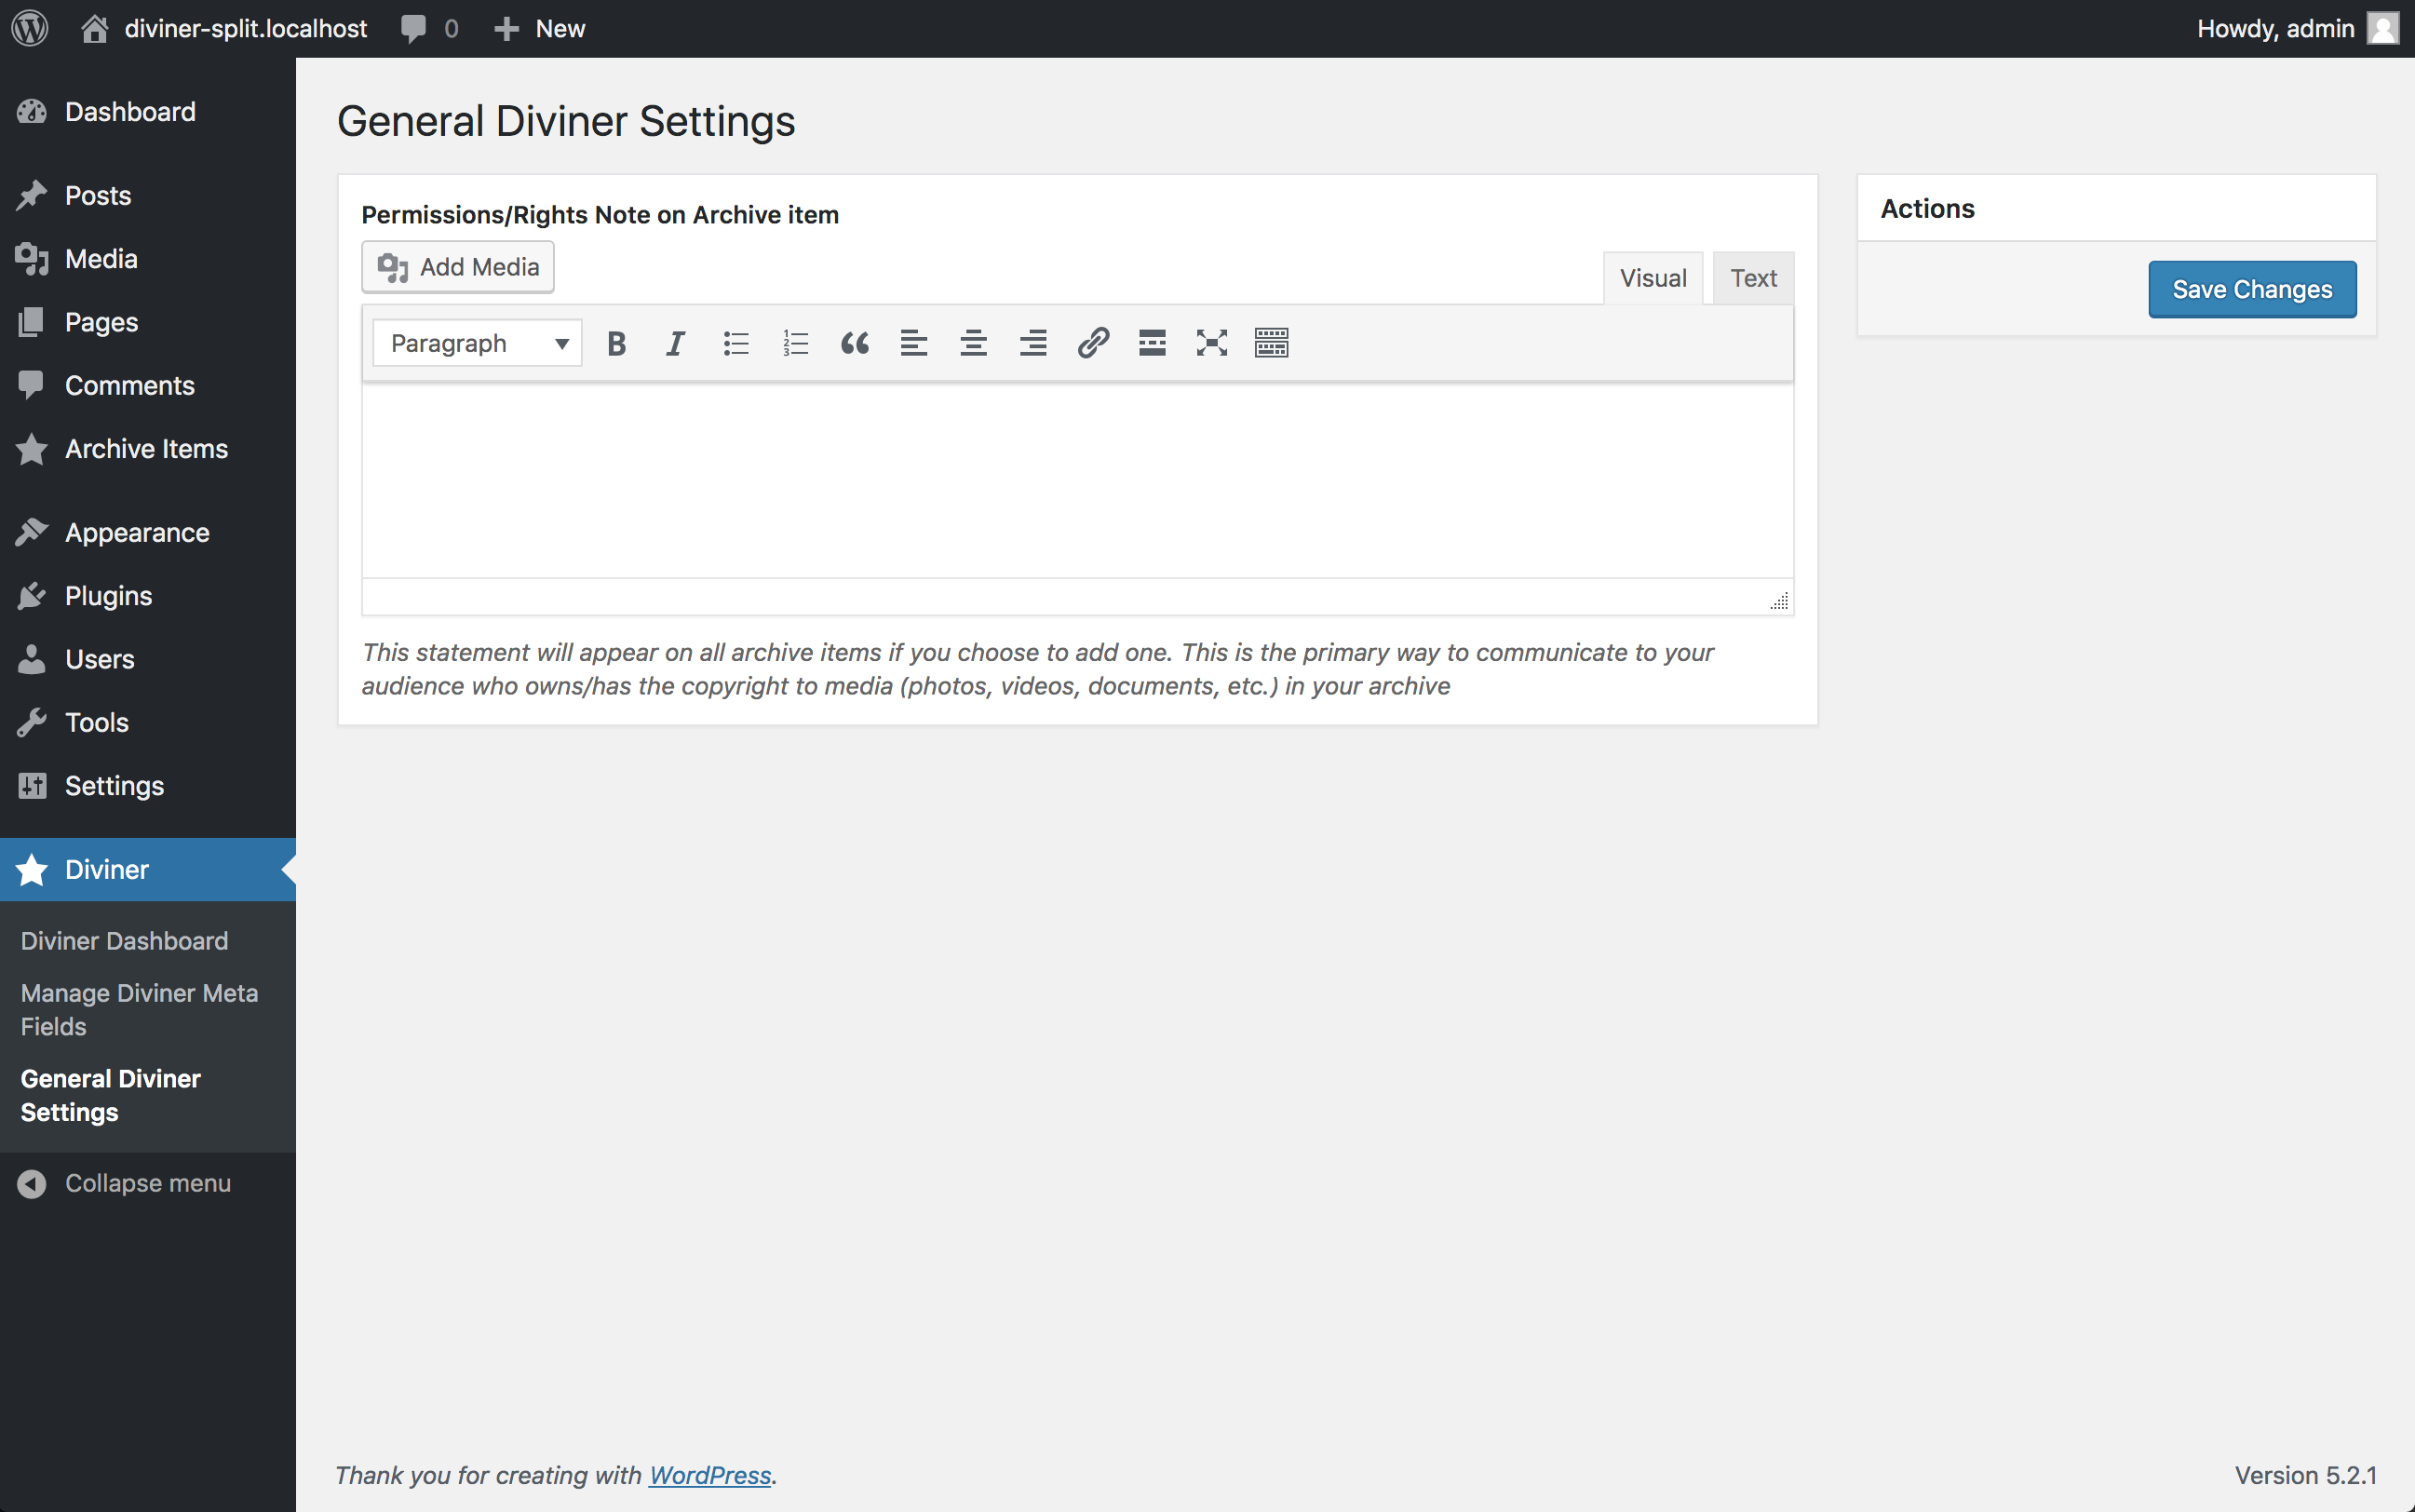 diviner-split.localhost 0 New Howdy, admin
Dashboard
Posts
Media
Pages
Comments
Archive Items
Appearance
Plugins
Users
Tools
Settings
Diviner
Diviner Dashboard
Manage Diviner Meta
Fields
General Diviner
Settings
Collapse menu
General Diviner Settings
Permissions/Rights Note on Archive item
Add Media
Visual Text
Paragraph
This statement will appear on all archive items if you choose to add one. This is the primary way to communicate to your
audience who owns/has the copyright to media (photos, videos, documents, etc.) in your archive
Actions
Save Changes
Thank you for creating with WordPress.
Version 5.2.1